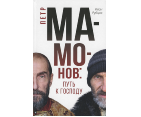 ПЕТР
МА-
МО-
НОВ:
ПУТЬ
К ГОСПОДУ